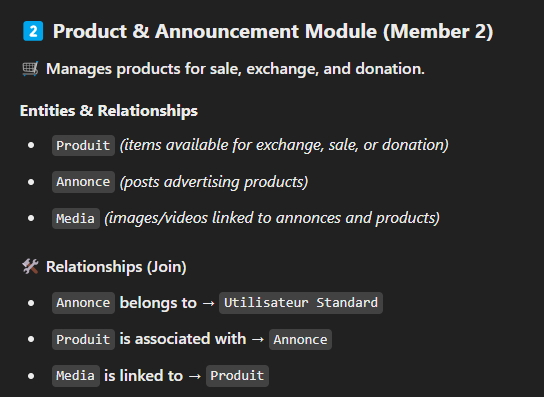 2 Product & Announcement Module (Member 2)
🛒 Manages products for sale, exchange, and donation.
Entities & Relationships
• Produit (items available for exchange, sale, or donation)
• Annonce (posts advertising products)
• Media (images/videos linked to annonces and products)
🛠 Relationships (Join)
• Annonce belongs to → Utilisateur Standard
• Produit is associated with → Annonce
• Media is linked to → Produit